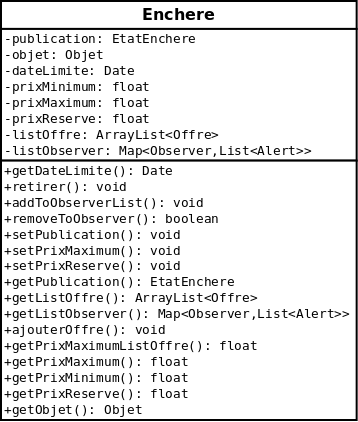 Enchere
-publication: EtatEnchere
-objet: Objet
-dateLimite: Date
-prixMinimum: float
-prixMaximum: float
-prixReserve: float
-listOffre: ArrayList<Offre>
-listObserver: Map<Observer,List<Alert>>
+getDateLimite(): Date
+retirer(): void
+addToObserverList(): void
+removeToObserver(): boolean
+setPublication(): void
+setPrixMaximum(): void
+setPrixReserve(): void
+getPublication(): EtatEnchere
+getListOffre(): ArrayList<Offre>
+getListObserver(): Map<Observer,List<Alert>>
+ajouterOffre(): void
+getPrixMaximumListOffre(): float
+getPrixMaximum(): float
+getPrixMinimum(): float
+getPrixReserve(): float
+getObjet(): Objet